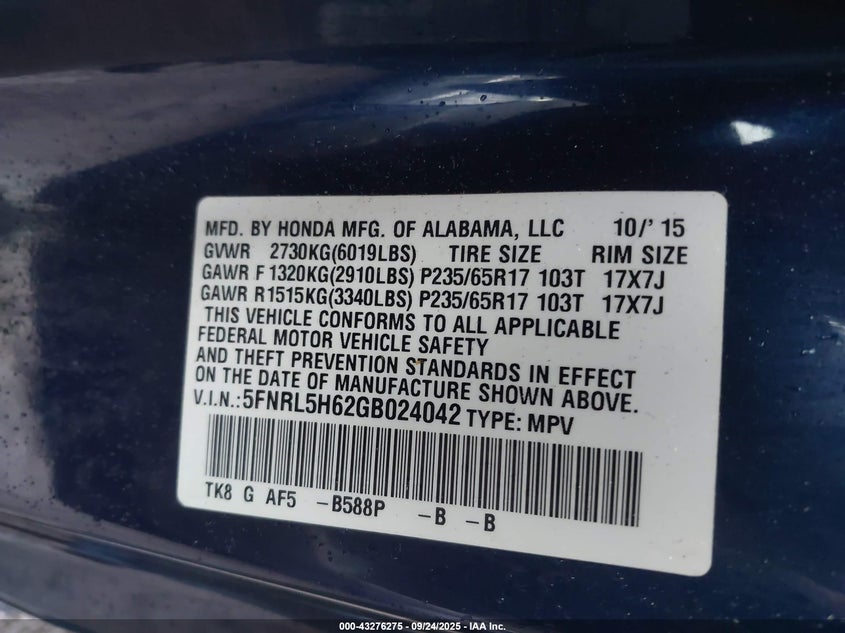 MFD. BY HONDA MFG. OF ALABAMA, LLC 10/' 15
GVWR 2730KG(6019LBS) TIRE SIZE RIM SIZE
GAWR F 1320KG(2910LBS) P235/65R17 103T 17X7J
GAWR R1515KG(3340LBS) P235/65R17 103T 17X7J
THIS VEHICLE CONFORMS TO ALL APPLICABLE
FEDERAL MOTOR VEHICLE SAFETY
AND THEFT PREVENTION STANDARDS IN EFFECT
ON THE DATE OF MANUFACTURE SHOWN ABOVE.
V.I.N.:5FNRL5H62GB024042 TYPE: MPV
TK8 G AF5 -B588P -B -B
000-43276275 - 09/24/2025 - IAA Inc.